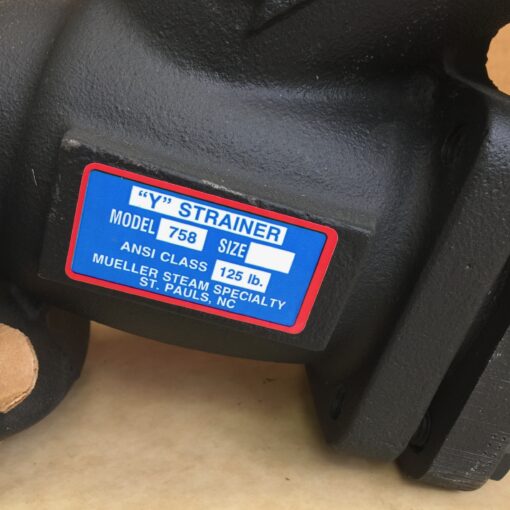 "Y" STRAINER
MODEL 758 SIZE
ANSI CLASS 125 lb.
MUELLER STEAM SPECIALTY
ST. PAULS, NC